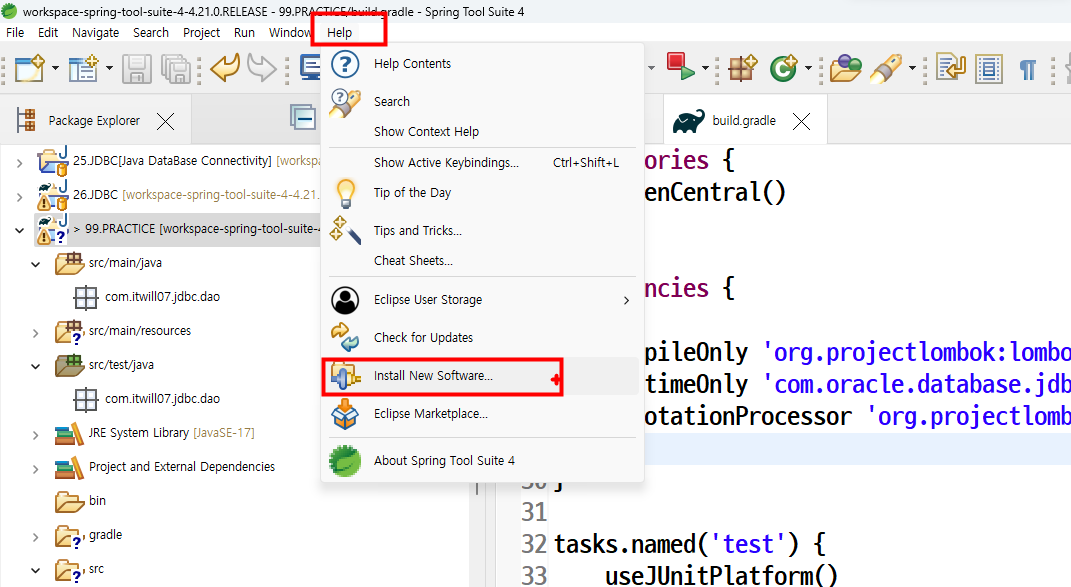 workspace-spring-tool-suite-4-4.21.0.RELEASE - 99.PRACTICE/build.gradle - Spring Tool Suite 4
File Edit Navigate Search Project Run Window Help
Package Explorer
25.JDBC[Java DataBase Connectivity] [worksp
26.JDBC [workspace-spring-tool-suite-4-4.21.
> 99.PRACTICE [workspace-spring-tool-suite-4
src/main/java
com.itwill07.jdbc.dao
src/main/resources
src/test/java
com.itwill07.jdbc.dao
JRE System Library [JavaSE-17]
Project and External Dependencies
bin
gradle
src
Help Contents
Search
Show Context Help
Show Active Keybindings... Ctrl+Shift+L
Tip of the Day
Tips and Tricks...
Cheat Sheets...
Eclipse User Storage
Check for Updates
Install New Software...
Eclipse Marketplace...
About Spring Tool Suite 4
build.gradle
ories {
enCentral()
ncies {
pileOnly 'org.projectlombok:lombo
timeOnly 'com.oracle.database.jdb
otationProcessor 'org.projectlomb
30 }
31
32 tasks.named('test') {
33 useJUnitPlatform()